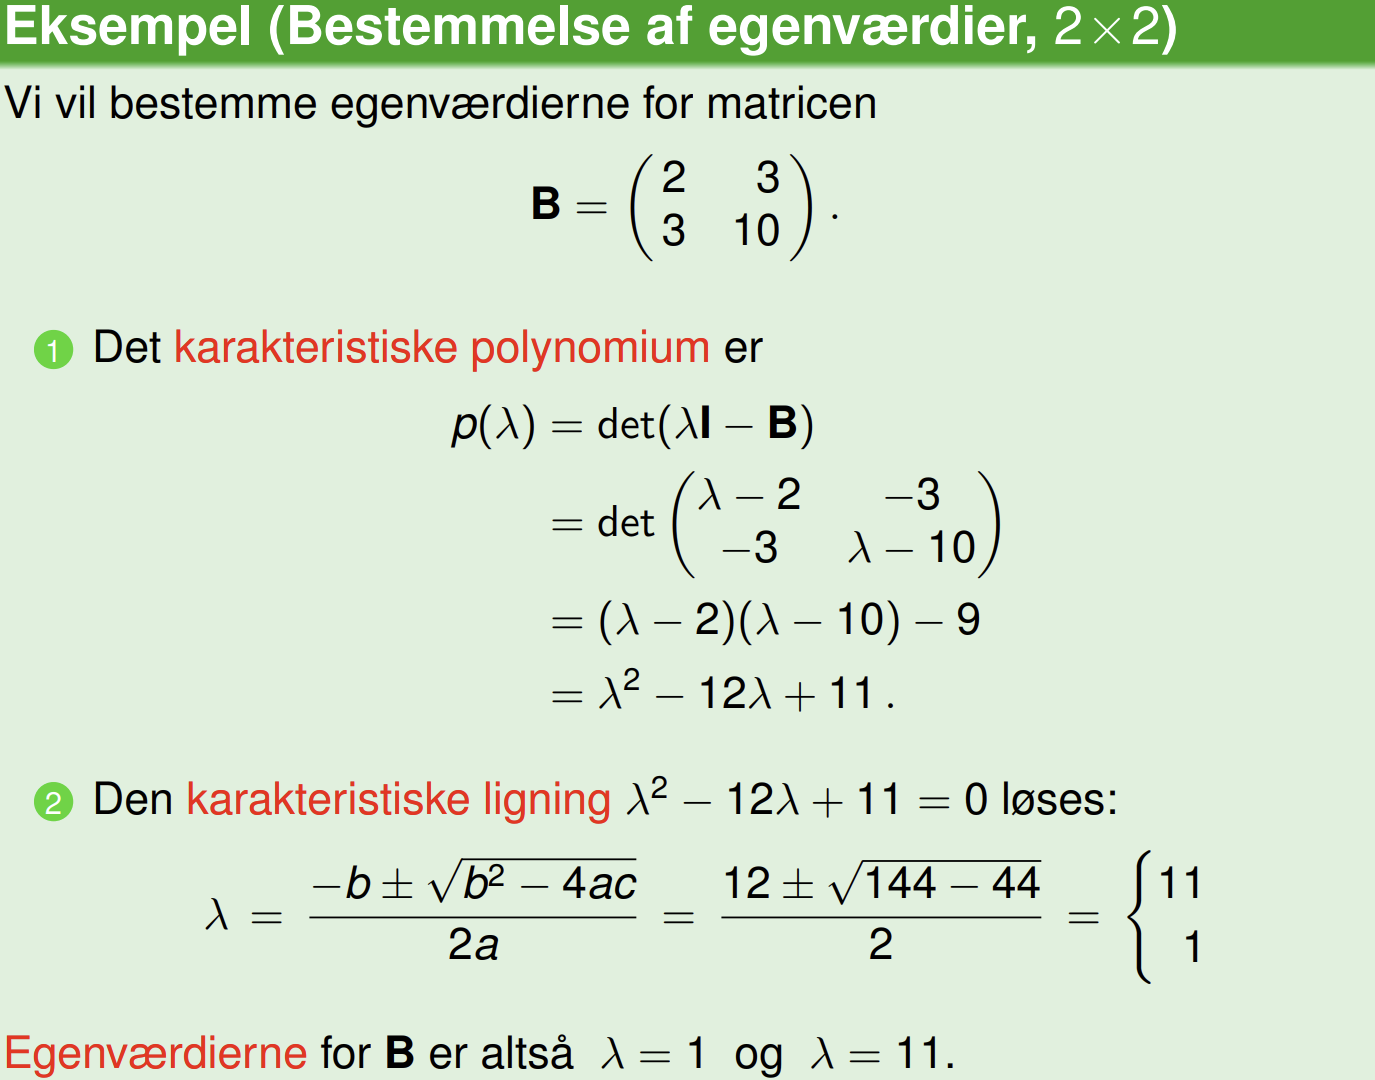 Eksempel (Bestemmelse af egenværdier, 2×2)
Vi vil bestemme egenværdierne for matricen
B = ( 2 3
3 10 ) .
1 Det karakteristiske polynomium er
p(λ) = det(λI − B)
= det ( λ − 2 −3
−3 λ − 10 )
= (λ − 2)(λ − 10) − 9
= λ² − 12λ + 11 .
2 Den karakteristiske ligning λ² − 12λ + 11 = 0 løses:
λ = (−b ± √(b² − 4ac)) / 2a = (12 ± √(144 − 44)) / 2 = { 11
1
Egenværdierne for B er altså λ = 1 og λ = 11.